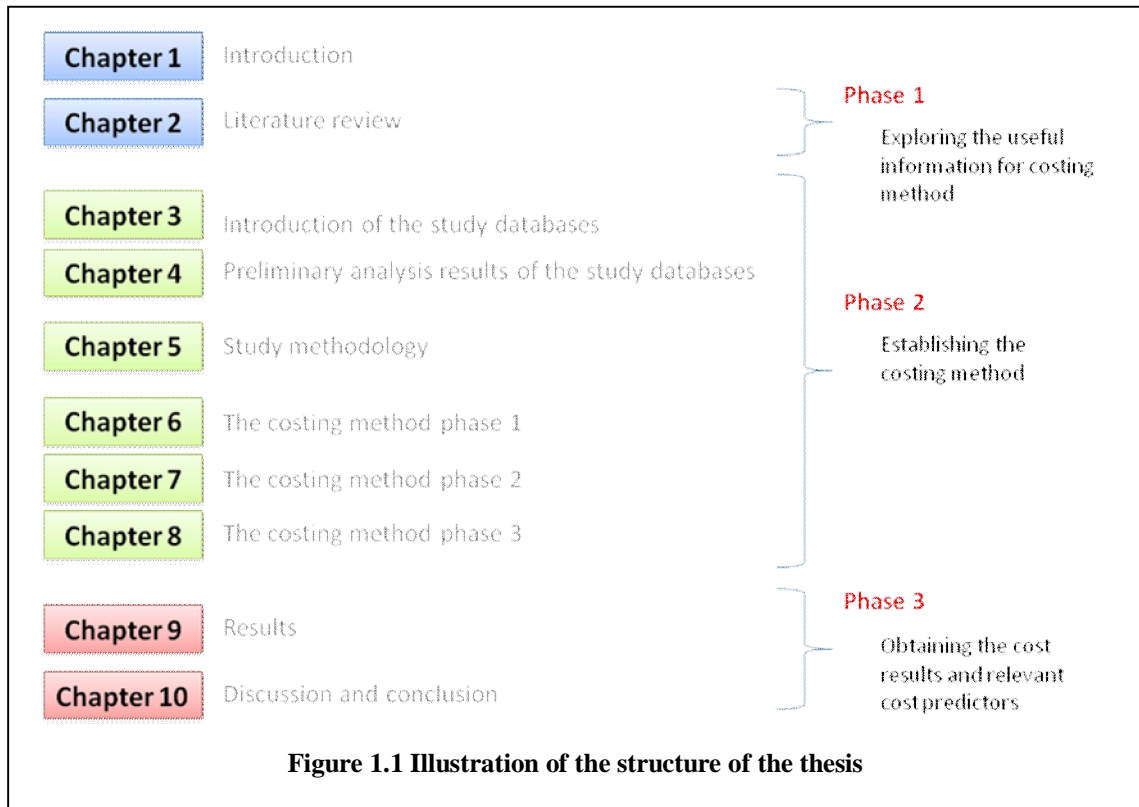 Chapter 1 Introduction
Chapter 2 Literature review
Phase 1
Exploring the useful
information for costing
method
Chapter 3 Introduction of the study databases
Chapter 4 Preliminary analysis results of the study databases
Chapter 5 Study methodology
Chapter 6 The costing method phase 1
Chapter 7 The costing method phase 2
Chapter 8 The costing method phase 3
Phase 2
Establishing the
costing method
Chapter 9 Results
Chapter 10 Discussion and conclusion
Phase 3
Obtaining the cost
results and relevant
cost predictors
Figure 1.1 Illustration of the structure of the thesis